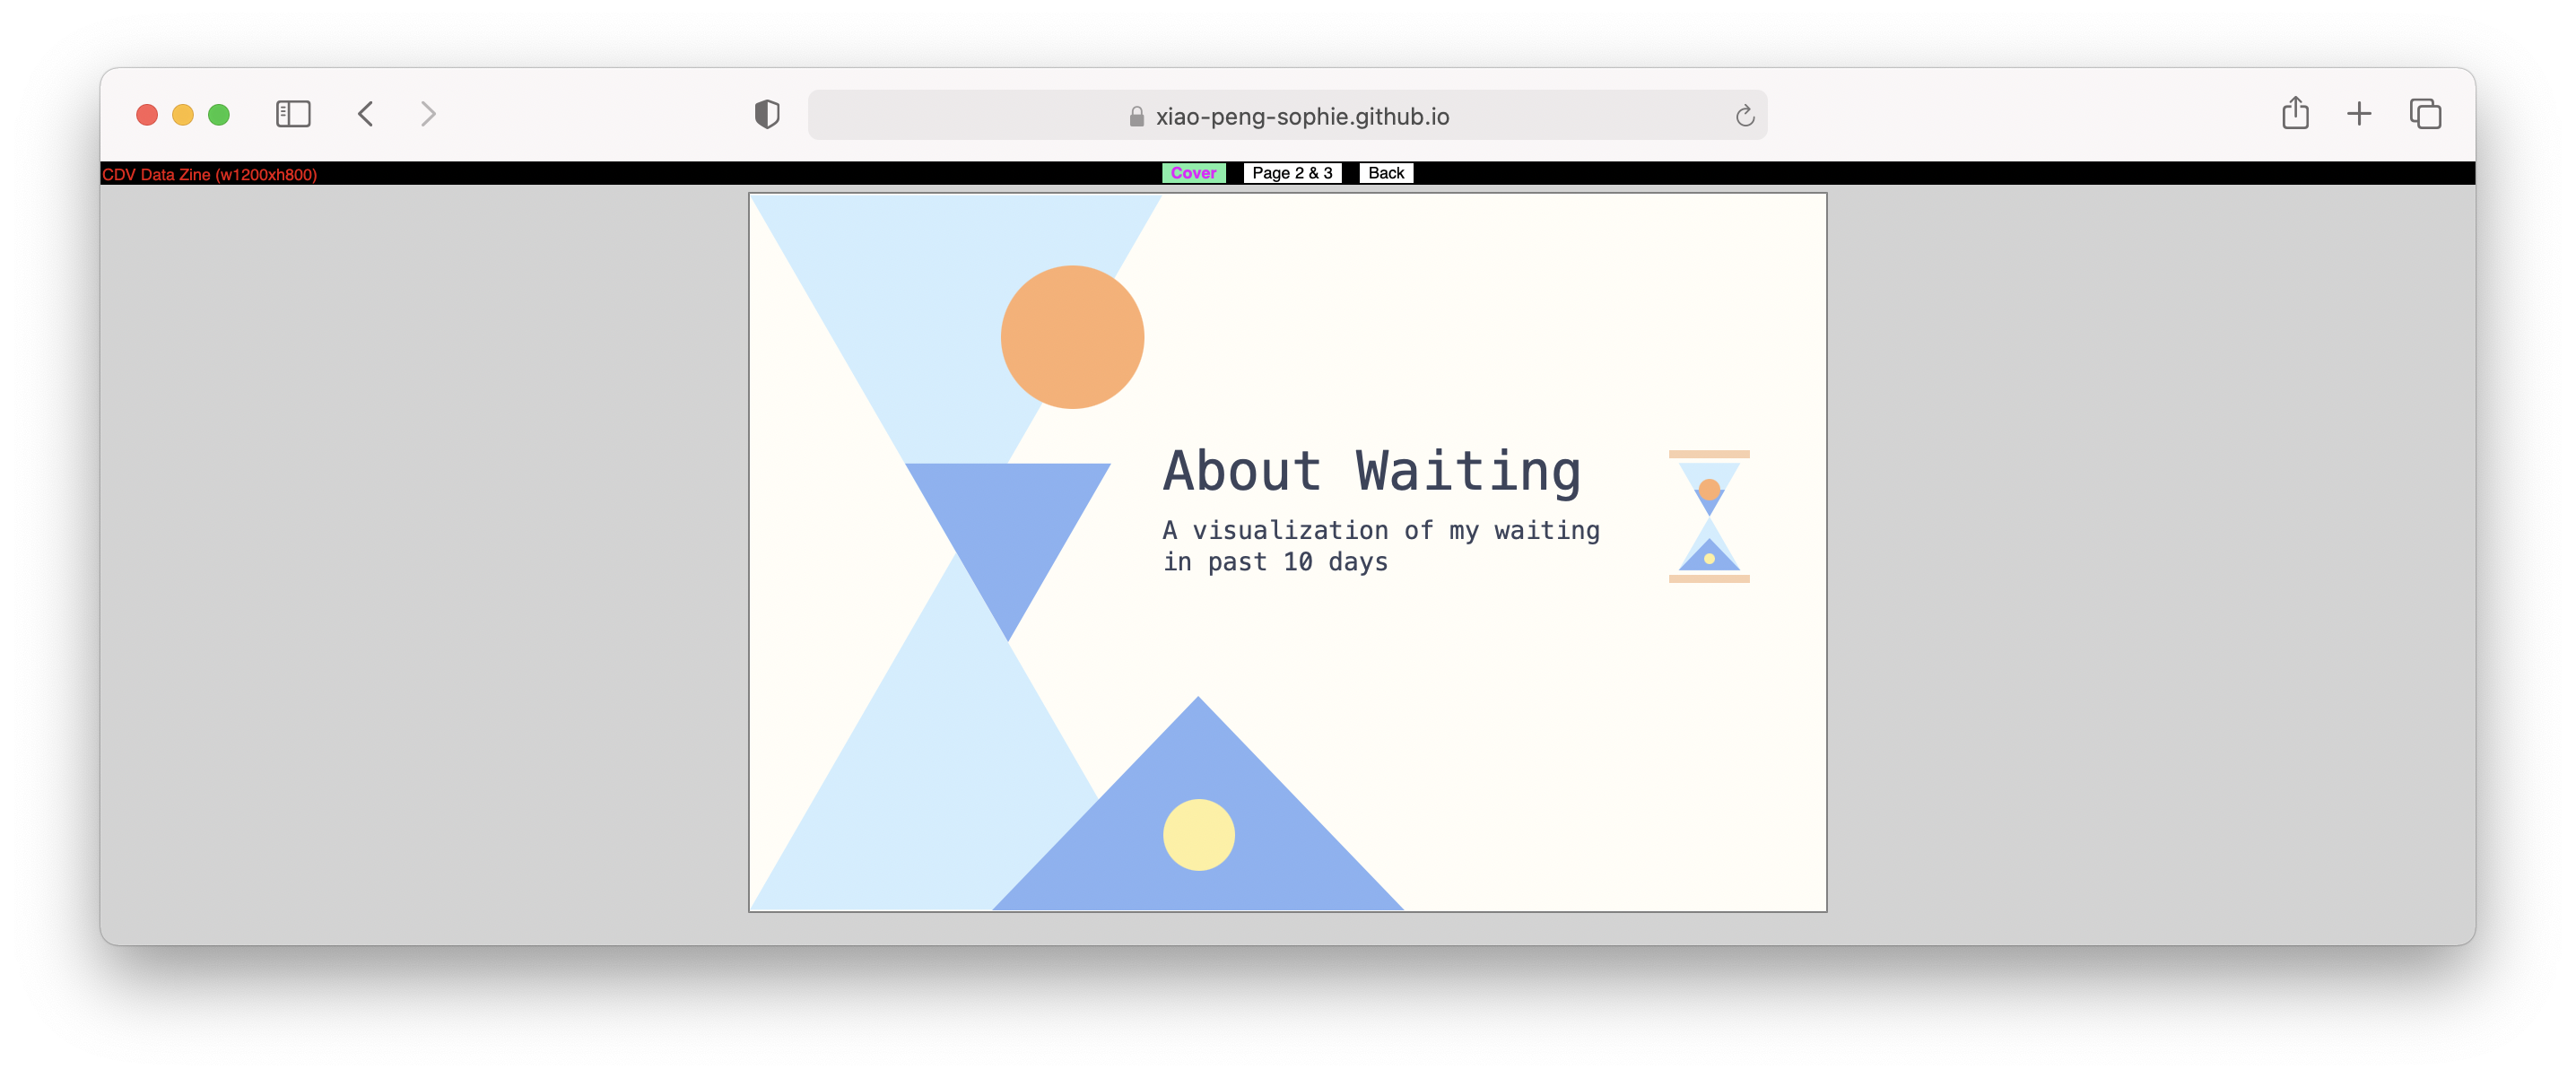 xiao-peng-sophie.github.io
CDV Data Zine (w1200xh800)
Cover
Page 2 & 3
Back
About Waiting
A visualization of my waiting
in past 10 days